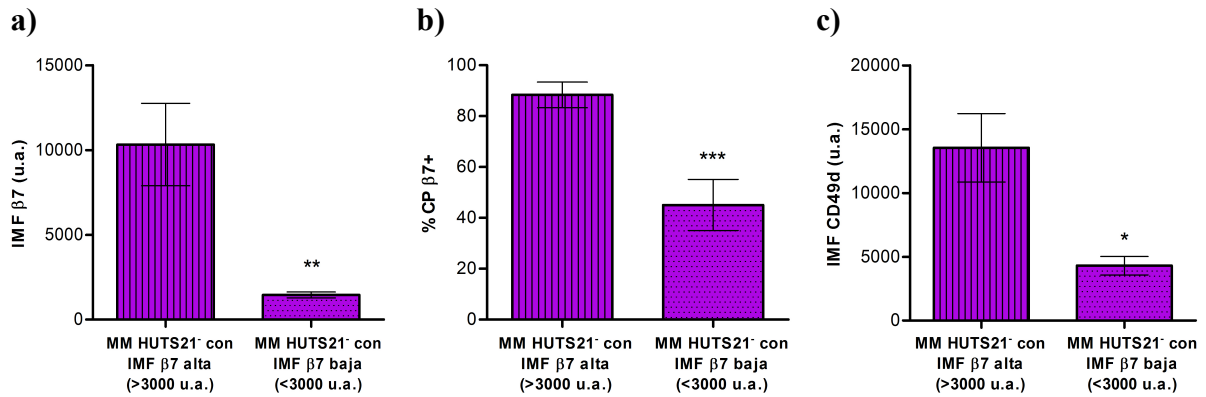 a)
IMF β7 (u.a.)
15000
10000
5000
0
**
MM HUTS21⁻ con
IMF β7 alta
(>3000 u.a.)
MM HUTS21⁻ con
IMF β7 baja
(<3000 u.a.)
b)
% CP β7+
100
80
60
40
20
0
***
MM HUTS21⁻ con
IMF β7 alta
(>3000 u.a.)
MM HUTS21⁻ con
IMF β7 baja
(<3000 u.a.)
c)
IMF CD49d (u.a.)
20000
15000
10000
5000
0
*
MM HUTS21⁻ con
IMF β7 alta
(>3000 u.a.)
MM HUTS21⁻ con
IMF β7 baja
(<3000 u.a.)